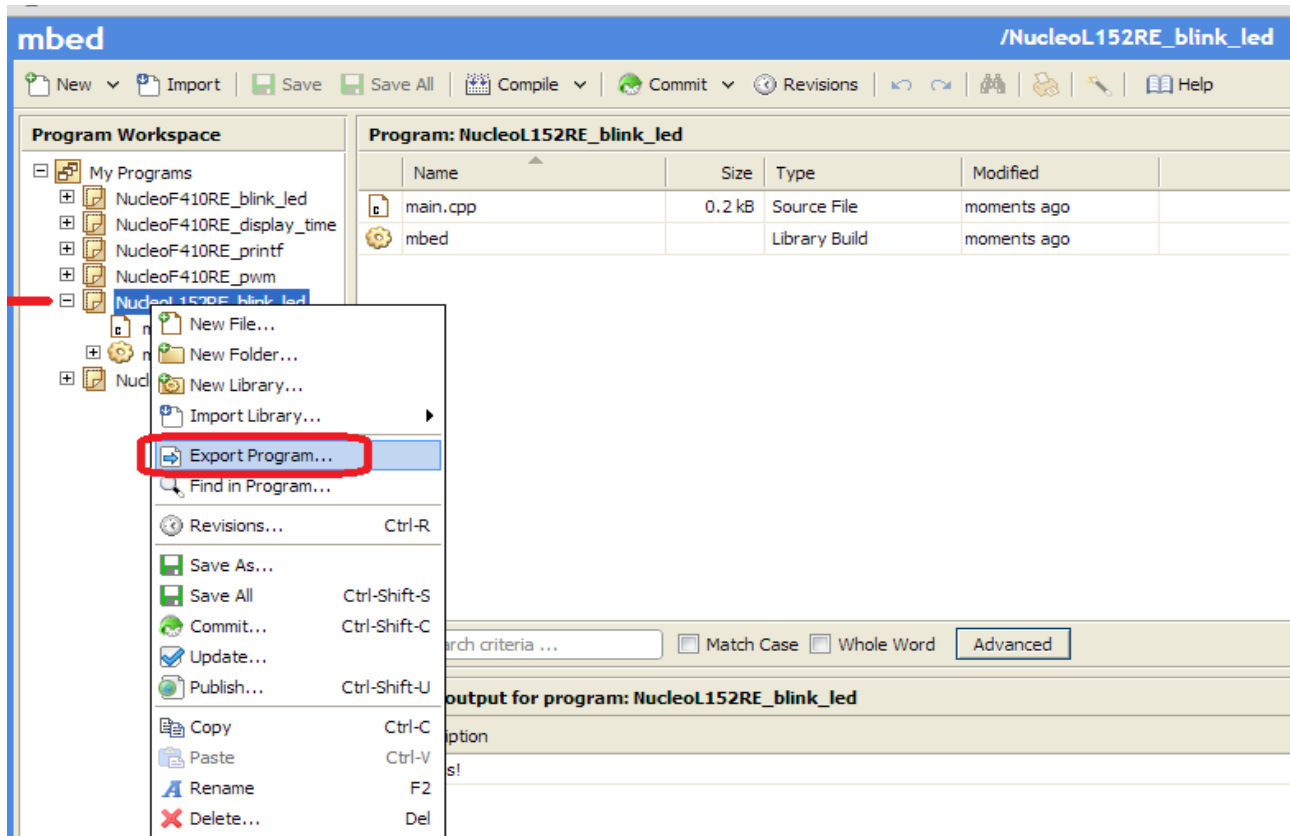 mbed /NucleoL152RE_blink_led
New Import Save Save All Compile Commit Revisions Help
Program Workspace
My Programs
NucleoF410RE_blink_led
NucleoF410RE_display_time
NucleoF410RE_printf
NucleoF410RE_pwm
NucleoL152RE_blink_led
Nucl
Program: NucleoL152RE_blink_led
Name Size Type Modified
main.cpp 0.2 kB Source File moments ago
mbed Library Build moments ago
New File...
New Folder...
New Library...
Import Library...
Export Program...
Find in Program...
Revisions... Ctrl-R
Save As...
Save All Ctrl-Shift-S
Commit... Ctrl-Shift-C
Update...
Publish... Ctrl-Shift-U
Copy Ctrl-C
Paste Ctrl-V
Rename F2
Delete... Del
rch criteria ... Match Case Whole Word Advanced
output for program: NucleoL152RE_blink_led
iption
s!